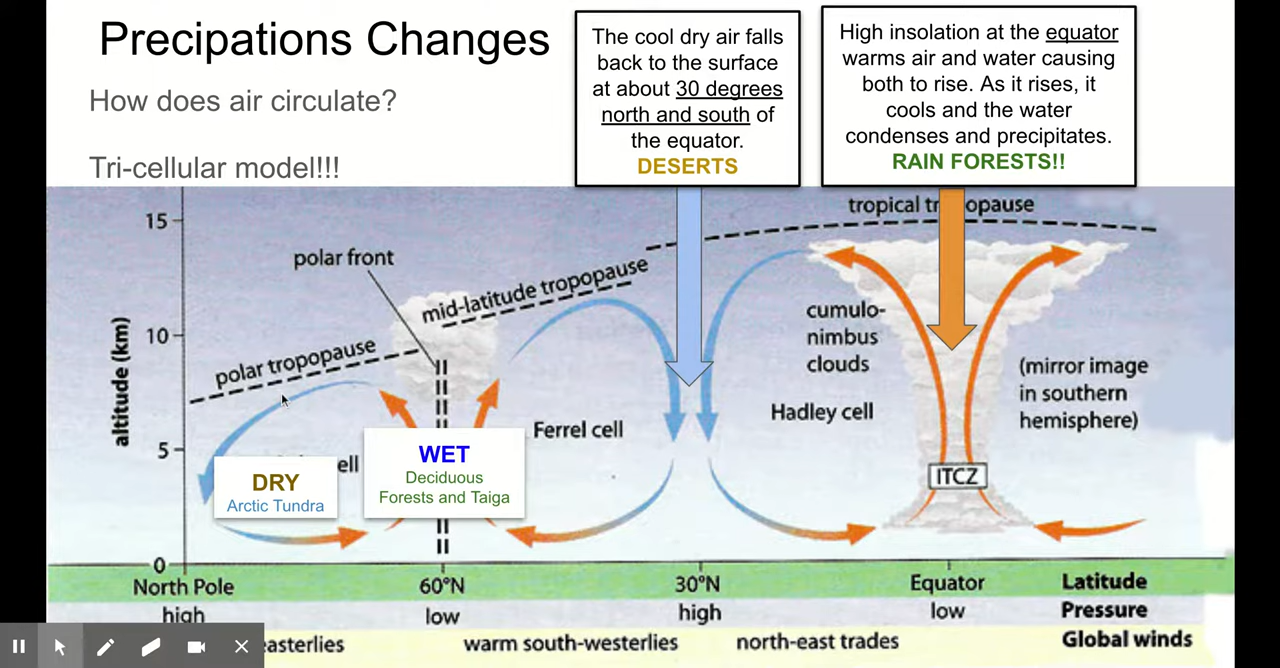 Precipations Changes
How does air circulate?
Tri-cellular model!!!
The cool dry air falls
back to the surface
at about 30 degrees
north and south of
the equator.
DESERTS
High insolation at the equator
warms air and water causing
both to rise. As it rises, it
cools and the water
condenses and precipitates.
RAIN FORESTS!!
tropical tr opause
15
polar front
mid-latitude tropopause
10
polar tropopause
cumulo-
nimbus
clouds
(mirror image
in southern
hemisphere)
altitude (km)
Hadley cell
Ferrel cell
5
ell
WET
Deciduous
Forests and Taiga
DRY
Arctic Tundra
ITCZ
0
North Pole 60°N 30°N Equator Latitude
high low high low Pressure
easterlies warm south-westerlies north-east trades Global winds